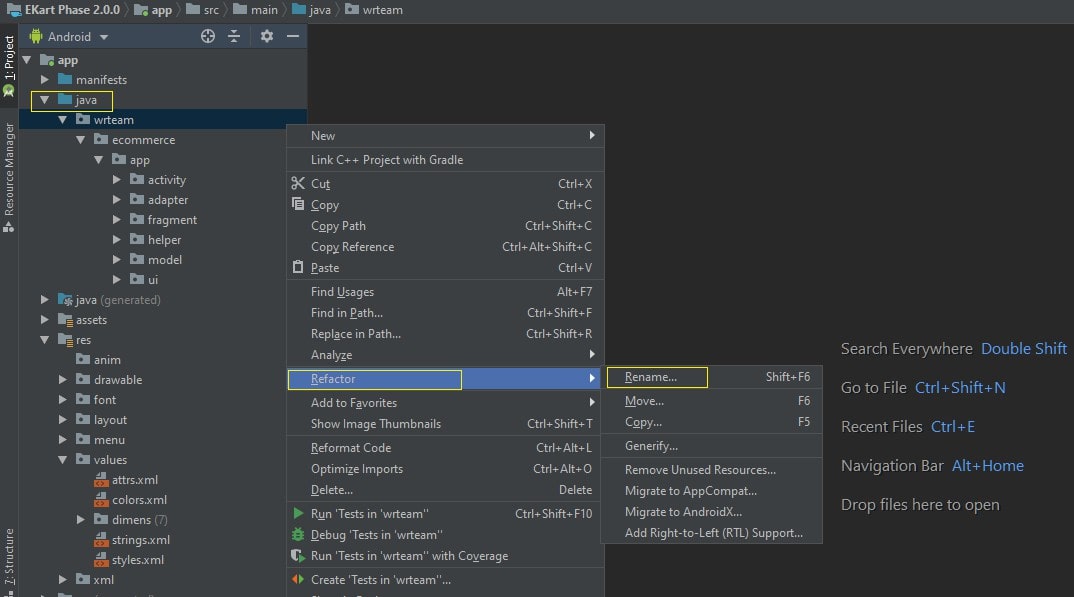 EKart Phase 2.0.0 app src main java wrteam
Android
1: Project
Resource Manager
7: Structure
app
manifests
java
wrteam
ecommerce
app
activity
adapter
fragment
helper
model
ui
java (generated)
assets
res
anim
drawable
font
layout
menu
values
attrs.xml
colors.xml
dimens (7)
strings.xml
styles.xml
xml
New
Link C++ Project with Gradle
Cut Ctrl+X
Copy Ctrl+C
Copy Path Ctrl+Shift+C
Copy Reference Ctrl+Alt+Shift+C
Paste Ctrl+V
Find Usages Alt+F7
Find in Path... Ctrl+Shift+F
Replace in Path... Ctrl+Shift+R
Analyze
Refactor
Add to Favorites
Show Image Thumbnails Ctrl+Shift+T
Reformat Code Ctrl+Alt+L
Optimize Imports Ctrl+Alt+O
Delete... Delete
Run 'Tests in 'wrteam'' Ctrl+Shift+F10
Debug 'Tests in 'wrteam''
Run 'Tests in 'wrteam'' with Coverage
Create 'Tests in 'wrteam''...
Rename... Shift+F6
Move... F6
Copy... F5
Generify...
Remove Unused Resources...
Migrate to AppCompat...
Migrate to AndroidX...
Add Right-to-Left (RTL) Support...
Search Everywhere Double Shift
Go to File Ctrl+Shift+N
Recent Files Ctrl+E
Navigation Bar Alt+Home
Drop files here to open